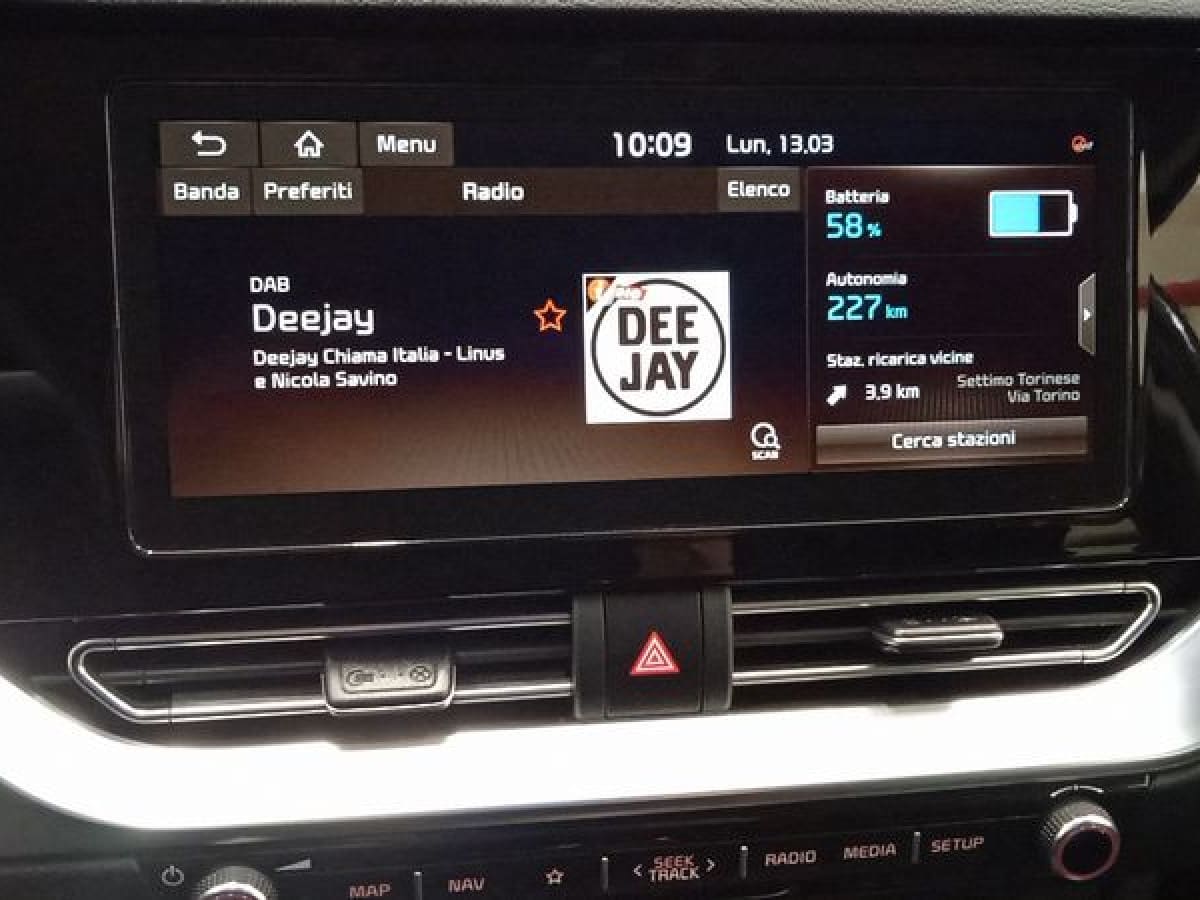 Menu
10:09
Lun, 13.03
Banda
Preferiti
Radio
Elenco
DAB
Deejay
Deejay Chiama Italia - Linus
e Nicola Savino
DEE
JAY
SCAN
Batteria
58 %
Autonomia
227 km
Staz. ricarica vicine
3.9 km
Settimo Torinese
Via Torino
Cerca stazioni
MAP
NAV
SEEK
TRACK
RADIO
MEDIA
SETUP